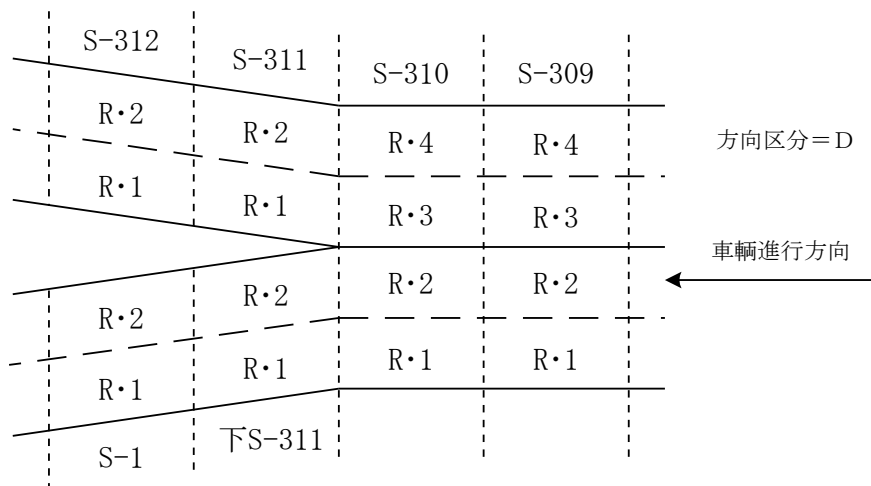 S-312
S-311
S-310
S-309
R・2
R・2
R・4
R・4
方向区分=D
R・1
R・1
R・3
R・3
車輌進行方向
R・2
R・2
R・2
R・2
R・1
R・1
R・1
R・1
S-1
下S-311